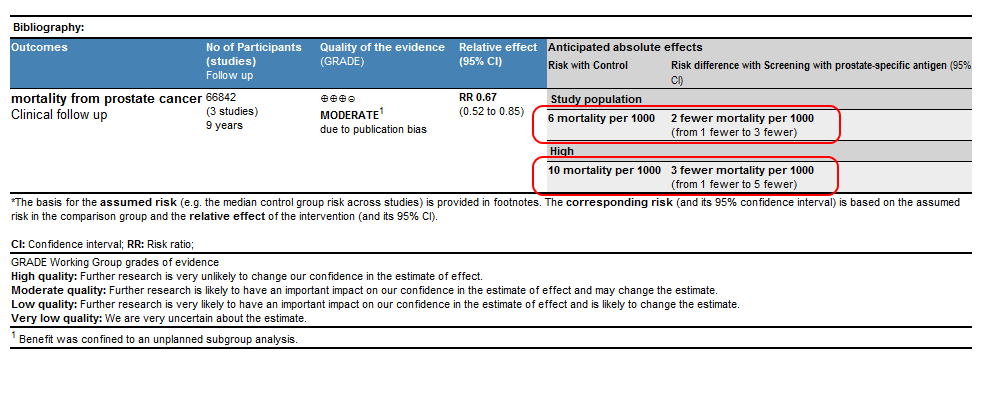 Bibliography:
Outcomes No of Participants Quality of the evidence Relative effect Anticipated absolute effects
(studies) (GRADE) (95% CI) Risk with Control Risk difference with Screening with prostate-specific antigen (95%
Follow up CI)
mortality from prostate cancer 66842 ⊕⊕⊕⊝ RR 0.67 Study population
Clinical follow up (3 studies) MODERATE1 (0.52 to 0.85) 6 mortality per 1000 2 fewer mortality per 1000
9 years due to publication bias (from 1 fewer to 3 fewer)
High
10 mortality per 1000 3 fewer mortality per 1000
(from 1 fewer to 5 fewer)
*The basis for the assumed risk (e.g. the median control group risk across studies) is provided in footnotes. The corresponding risk (and its 95% confidence interval) is based on the assumed
risk in the comparison group and the relative effect of the intervention (and its 95% CI).
CI: Confidence interval; RR: Risk ratio;
GRADE Working Group grades of evidence
High quality: Further research is very unlikely to change our confidence in the estimate of effect.
Moderate quality: Further research is likely to have an important impact on our confidence in the estimate of effect and may change the estimate.
Low quality: Further research is very likely to have an important impact on our confidence in the estimate of effect and is likely to change the estimate.
Very low quality: We are very uncertain about the estimate.
1 Benefit was confined to an unplanned subgroup analysis.